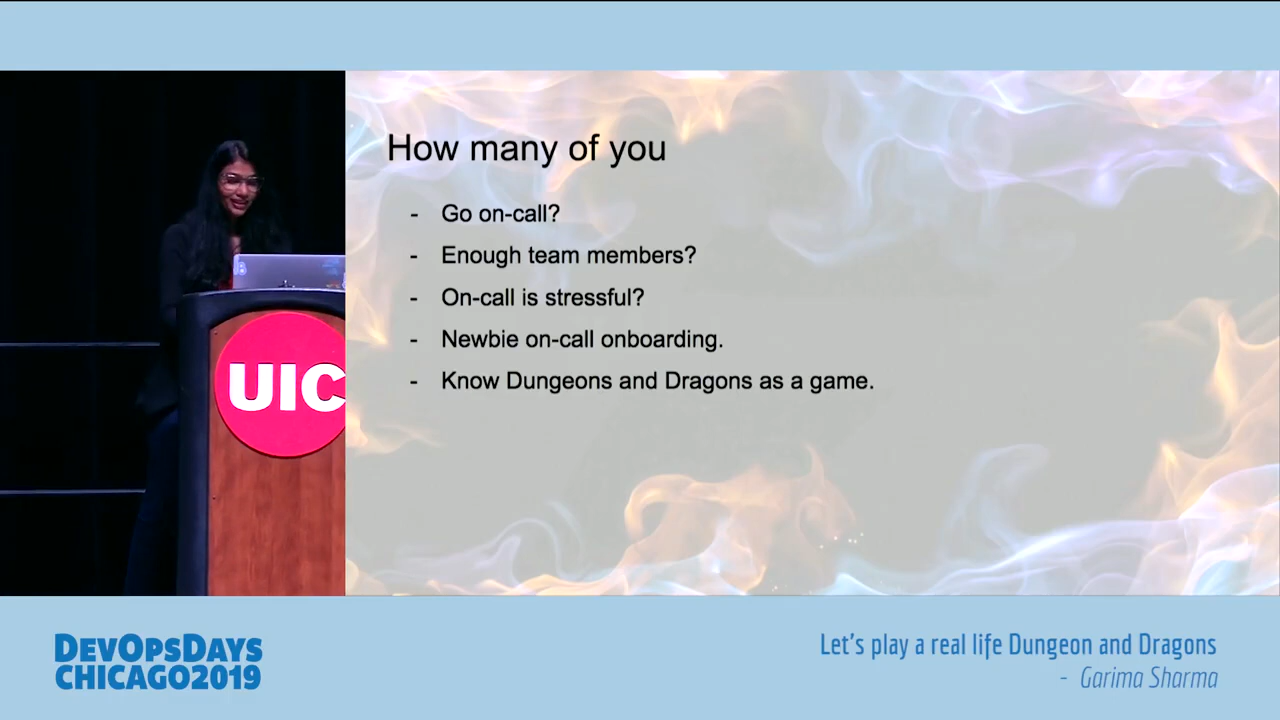 How many of you
- Go on-call?
- Enough team members?
- On-call is stressful?
- Newbie on-call onboarding.
- Know Dungeons and Dragons as a game.
UIC
DEVOPSDAYS
CHICAGO2019
Let's play a real life Dungeon and Dragons
- Garima Sharma